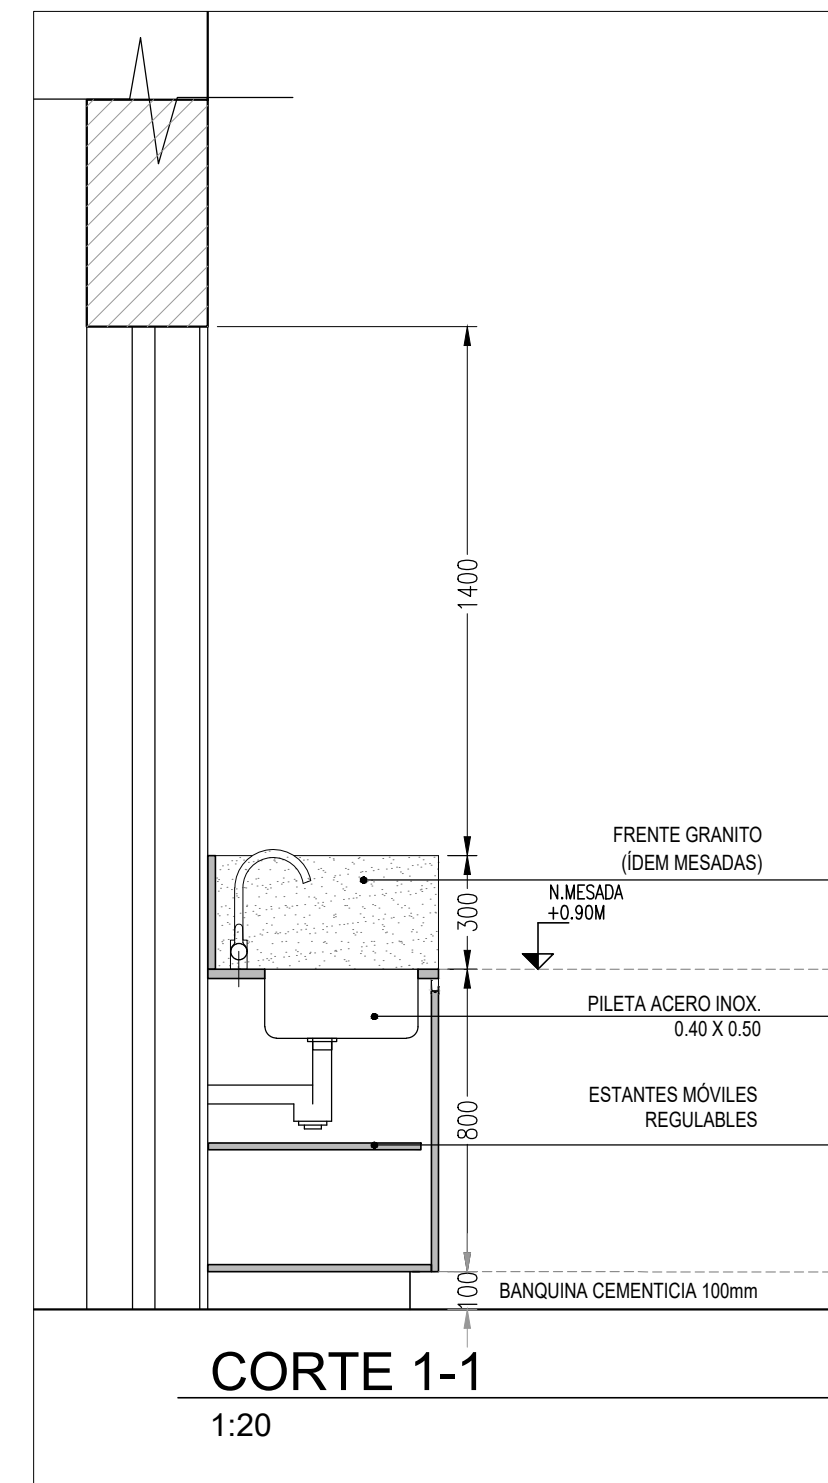 1400
FRENTE GRANITO
(ÍDEM MESADAS)
300
N.MESADA
+0.90M
PILETA ACERO INOX.
0.40 X 0.50
800
ESTANTES MÓVILES
REGULABLES
100
BANQUINA CEMENTICIA 100mm
CORTE 1-1
1:20